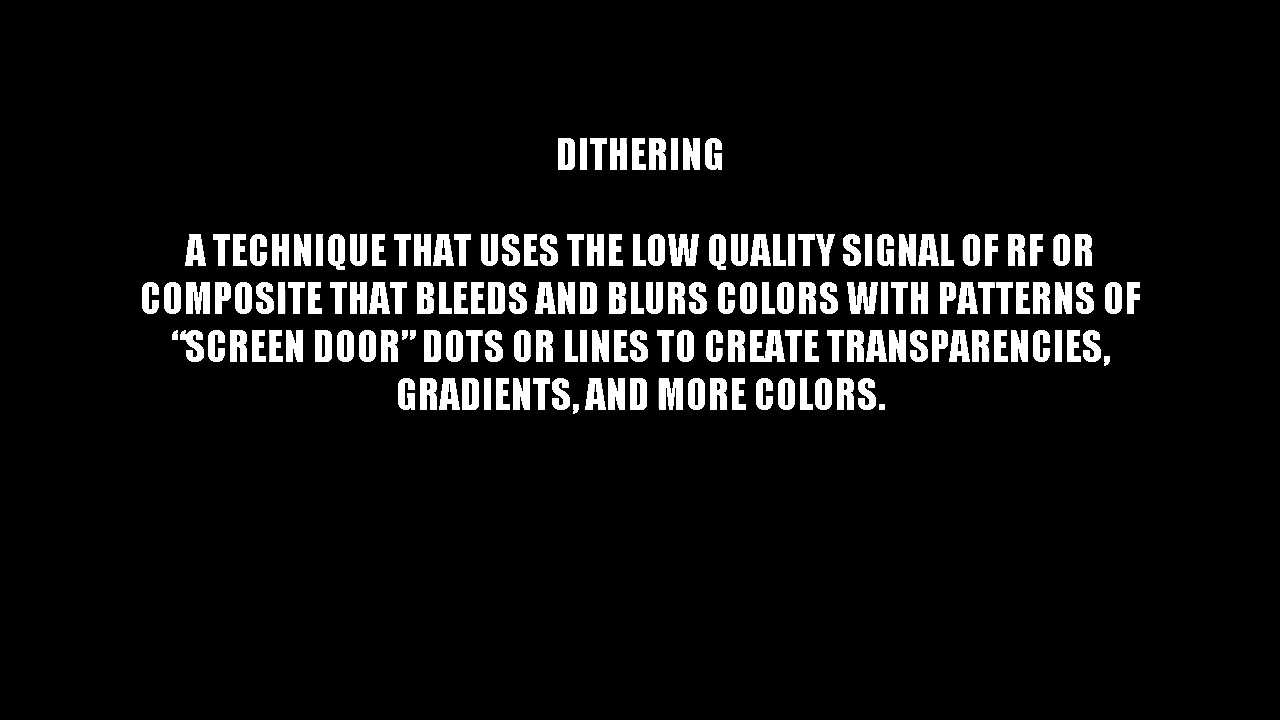 DITHERING
A TECHNIQUE THAT USES THE LOW QUALITY SIGNAL OF RF OR
COMPOSITE THAT BLEEDS AND BLURS COLORS WITH PATTERNS OF
“SCREEN DOOR” DOTS OR LINES TO CREATE TRANSPARENCIES,
GRADIENTS, AND MORE COLORS.